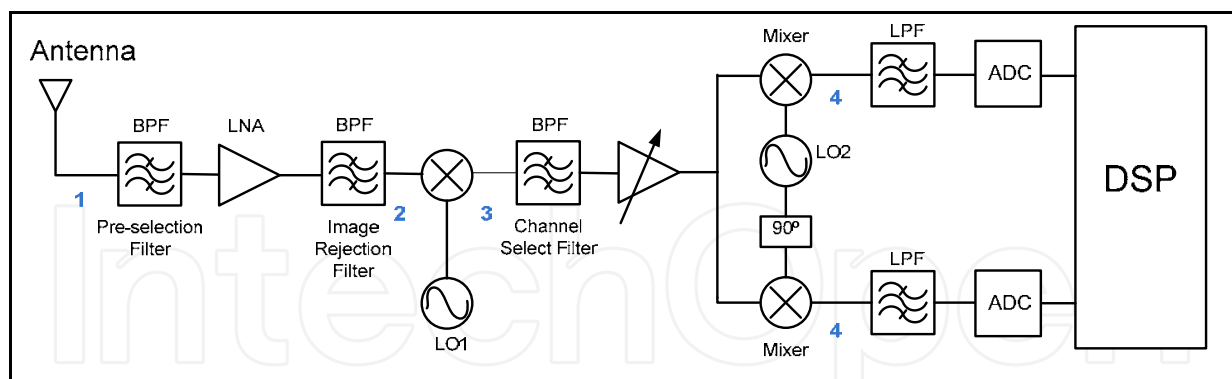 Antenna
1
BPF
Pre-selection
Filter
LNA
BPF
Image
Rejection
Filter
2
LO1
3
BPF
Channel
Select Filter
Mixer
4
LPF
ADC
LO2
90º
Mixer
4
LPF
ADC
DSP
IntechOpen